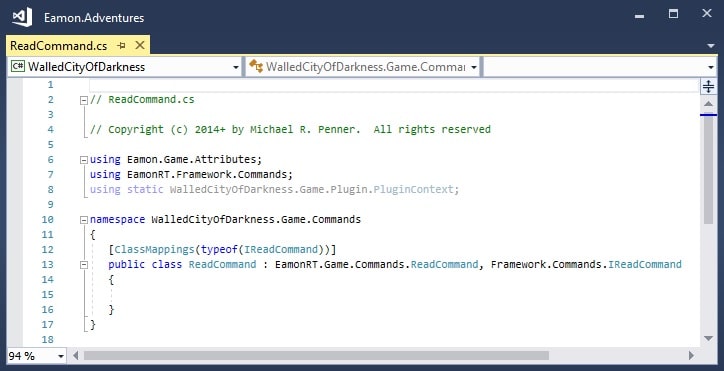 Eamon.Adventures
ReadCommand.cs
C# WalledCityOfDarkness WalledCityOfDarkness.Game.Comma
1
2 // ReadCommand.cs
3
4 // Copyright (c) 2014+ by Michael R. Penner.  All rights reserved
5
6 using Eamon.Game.Attributes;
7 using EamonRT.Framework.Commands;
8 using static WalledCityOfDarkness.Game.Plugin.PluginContext;
9
10 namespace WalledCityOfDarkness.Game.Commands
11 {
12 [ClassMappings(typeof(IReadCommand))]
13 public class ReadCommand : EamonRT.Game.Commands.ReadCommand, Framework.Commands.IReadCommand
14 {
15
16 }
17 }
18
94 %